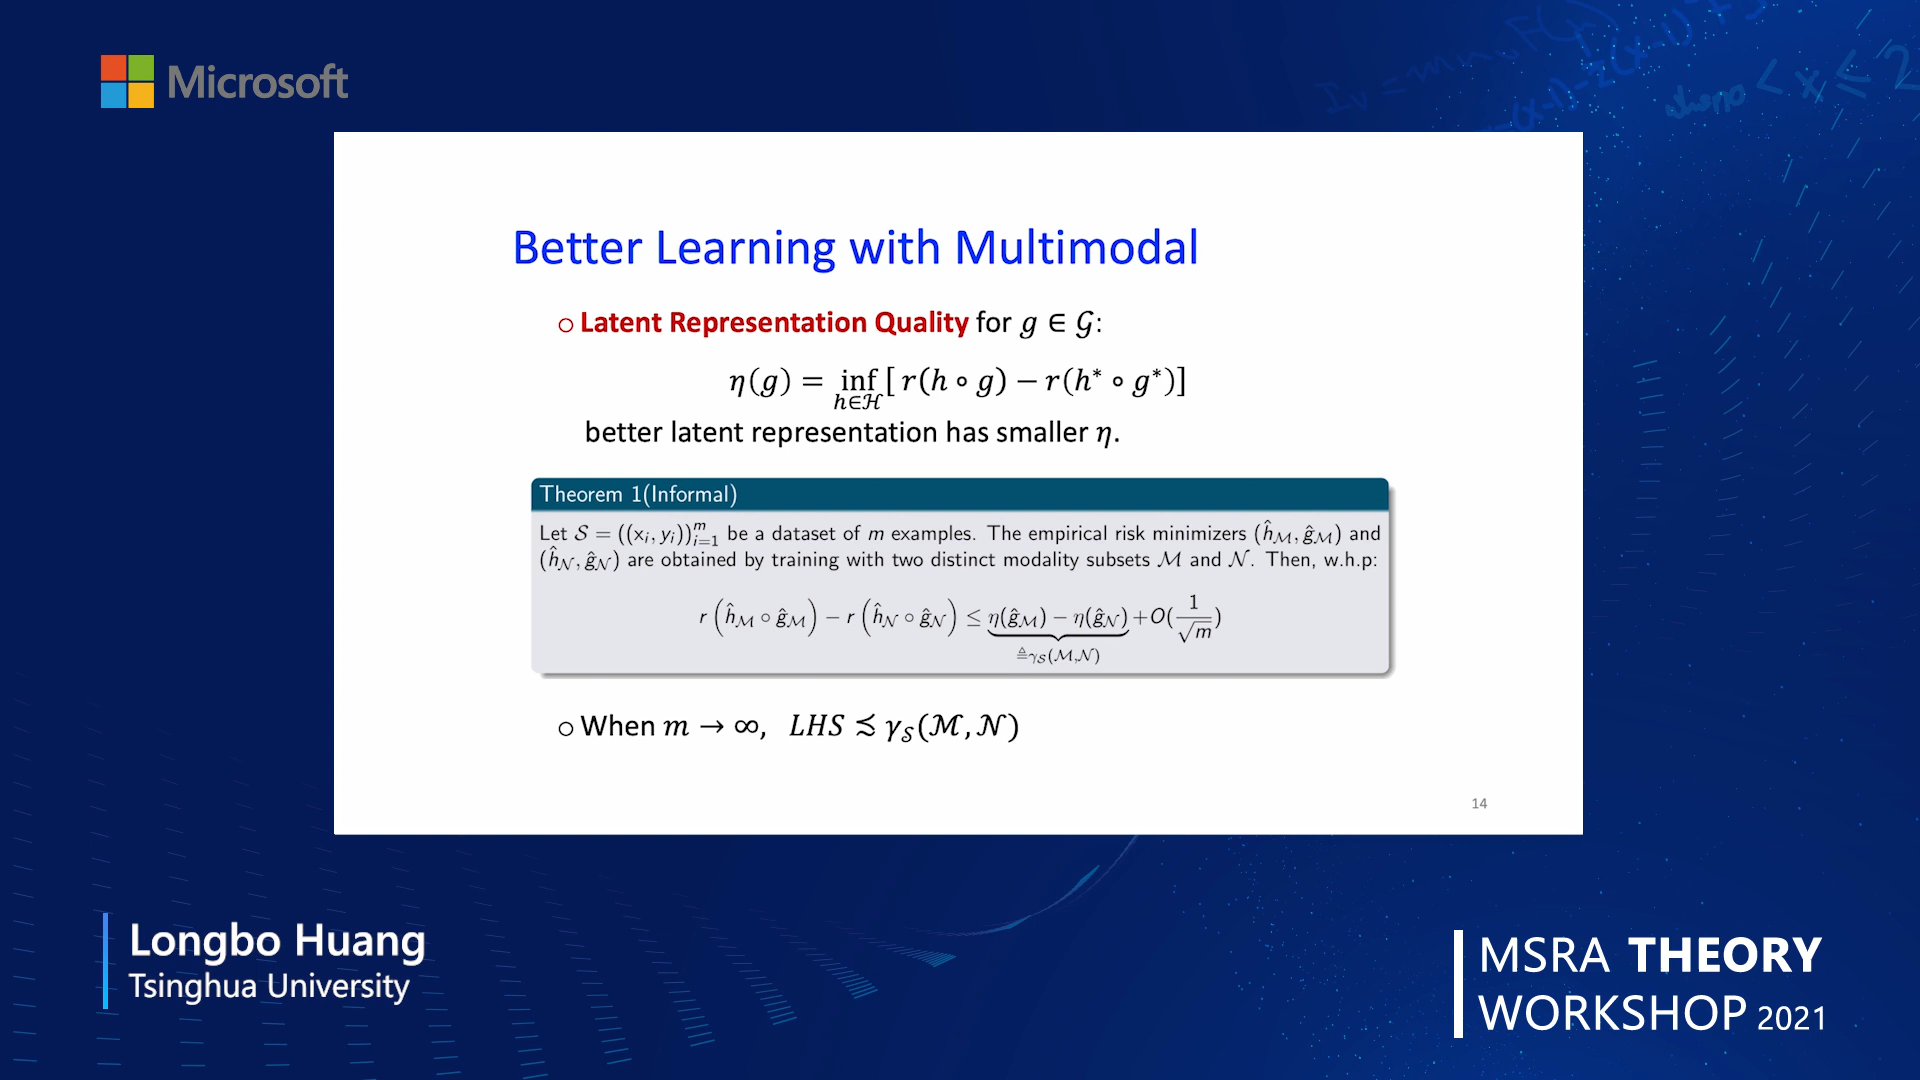 Microsoft
Better Learning with Multimodal
○ Latent Representation Quality for 𝑔 ∈ 𝒢:
η(𝑔) = inf_{ℎ∈ℋ} [ 𝑟(ℎ ∘ 𝑔) − 𝑟(ℎ* ∘ 𝑔*)]
better latent representation has smaller η.
Theorem 1(Informal)
Let 𝒮 = ((x_i, y_i))_{i=1}^m be a dataset of m examples. The empirical risk minimizers (ĥ_ℳ, ĝ_ℳ) and
(ĥ_𝒩, ĝ_𝒩) are obtained by training with two distinct modality subsets ℳ and 𝒩. Then, w.h.p:
r (ĥ_ℳ ∘ ĝ_ℳ) − r (ĥ_𝒩 ∘ ĝ_𝒩) ≤ η(ĝ_ℳ) − η(ĝ_𝒩) + O(1/√m)
≜γ_𝒮(ℳ,𝒩)
○ When 𝑚 → ∞, 𝐿𝐻𝑆 ⪅ γ_𝒮(ℳ, 𝒩)
14
Longbo Huang
Tsinghua University
MSRA THEORY
WORKSHOP 2021